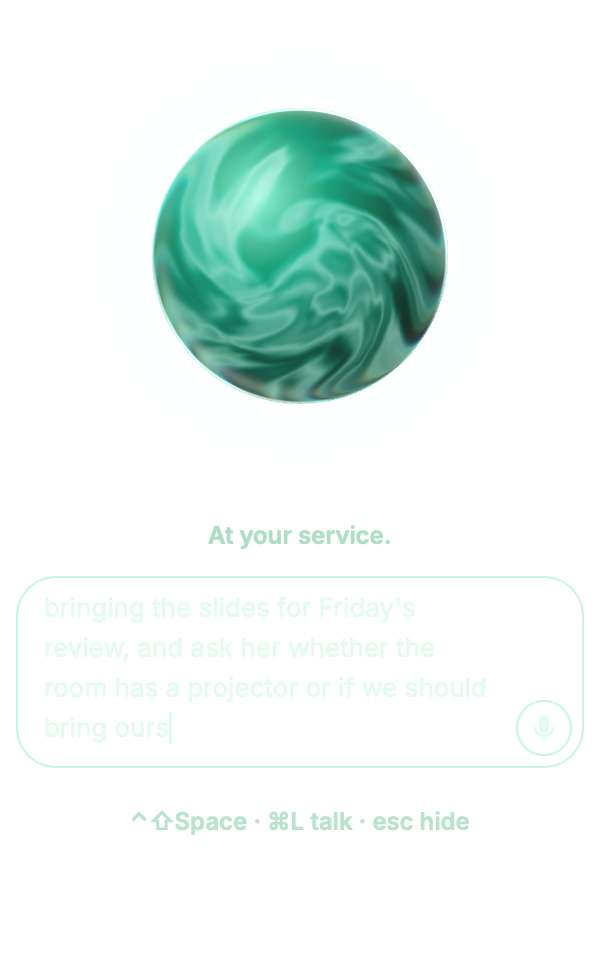 At your service.
bringing the slides for Friday's
review, and ask her whether the
room has a projector or if we should
bring ours
^⇧Space · ⌘L talk · esc hide